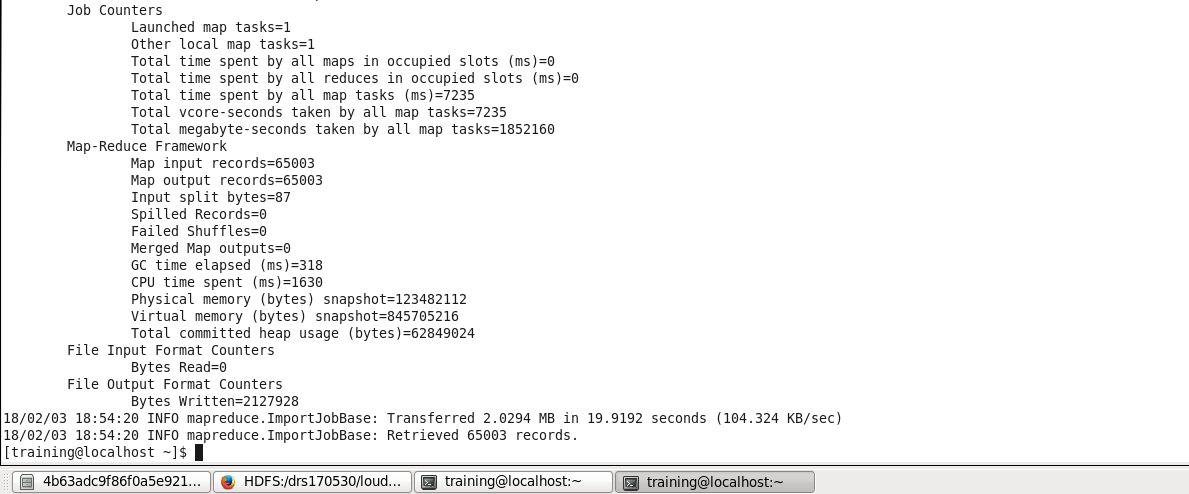 Job Counters
Launched map tasks=1
Other local map tasks=1
Total time spent by all maps in occupied slots (ms)=0
Total time spent by all reduces in occupied slots (ms)=0
Total time spent by all map tasks (ms)=7235
Total vcore-seconds taken by all map tasks=7235
Total megabyte-seconds taken by all map tasks=1852160
Map-Reduce Framework
Map input records=65003
Map output records=65003
Input split bytes=87
Spilled Records=0
Failed Shuffles=0
Merged Map outputs=0
GC time elapsed (ms)=318
CPU time spent (ms)=1630
Physical memory (bytes) snapshot=123482112
Virtual memory (bytes) snapshot=845705216
Total committed heap usage (bytes)=62849024
File Input Format Counters
Bytes Read=0
File Output Format Counters
Bytes Written=2127928
18/02/03 18:54:20 INFO mapreduce.ImportJobBase: Transferred 2.0294 MB in 19.9192 seconds (104.324 KB/sec)
18/02/03 18:54:20 INFO mapreduce.ImportJobBase: Retrieved 65003 records.
[training@localhost ~]$
4b63adc9f86f0a5e921... HDFS:/drs170530/loud... training@localhost:~ training@localhost:~